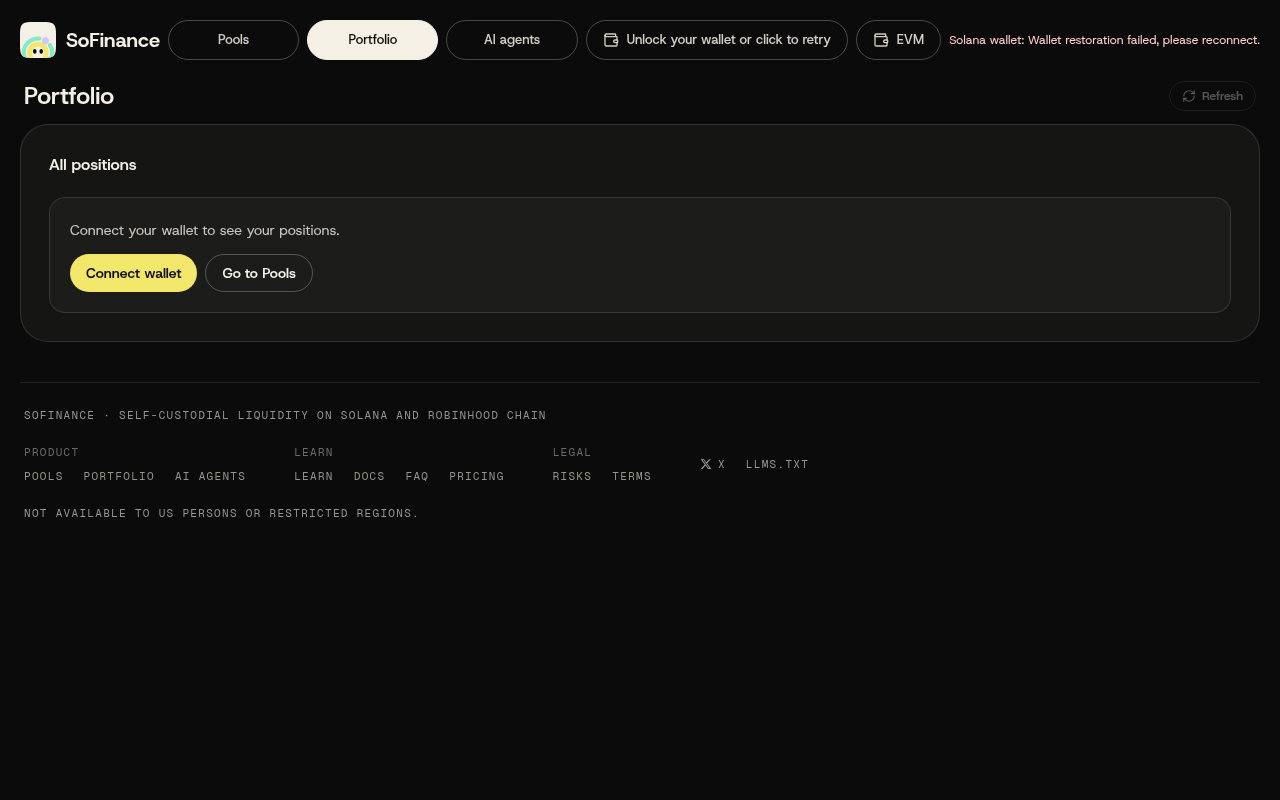 SoFinance
Pools
Portfolio
AI agents
Unlock your wallet or click to retry
EVM
Solana wallet: Wallet restoration failed, please reconnect.
Portfolio
Refresh
All positions
Connect your wallet to see your positions.
Connect wallet
Go to Pools
SOFINANCE · SELF-CUSTODIAL LIQUIDITY ON SOLANA AND ROBINHOOD CHAIN
PRODUCT
POOLS PORTFOLIO AI AGENTS
LEARN
LEARN DOCS FAQ PRICING
LEGAL
RISKS TERMS
X LLMS.TXT
NOT AVAILABLE TO US PERSONS OR RESTRICTED REGIONS.